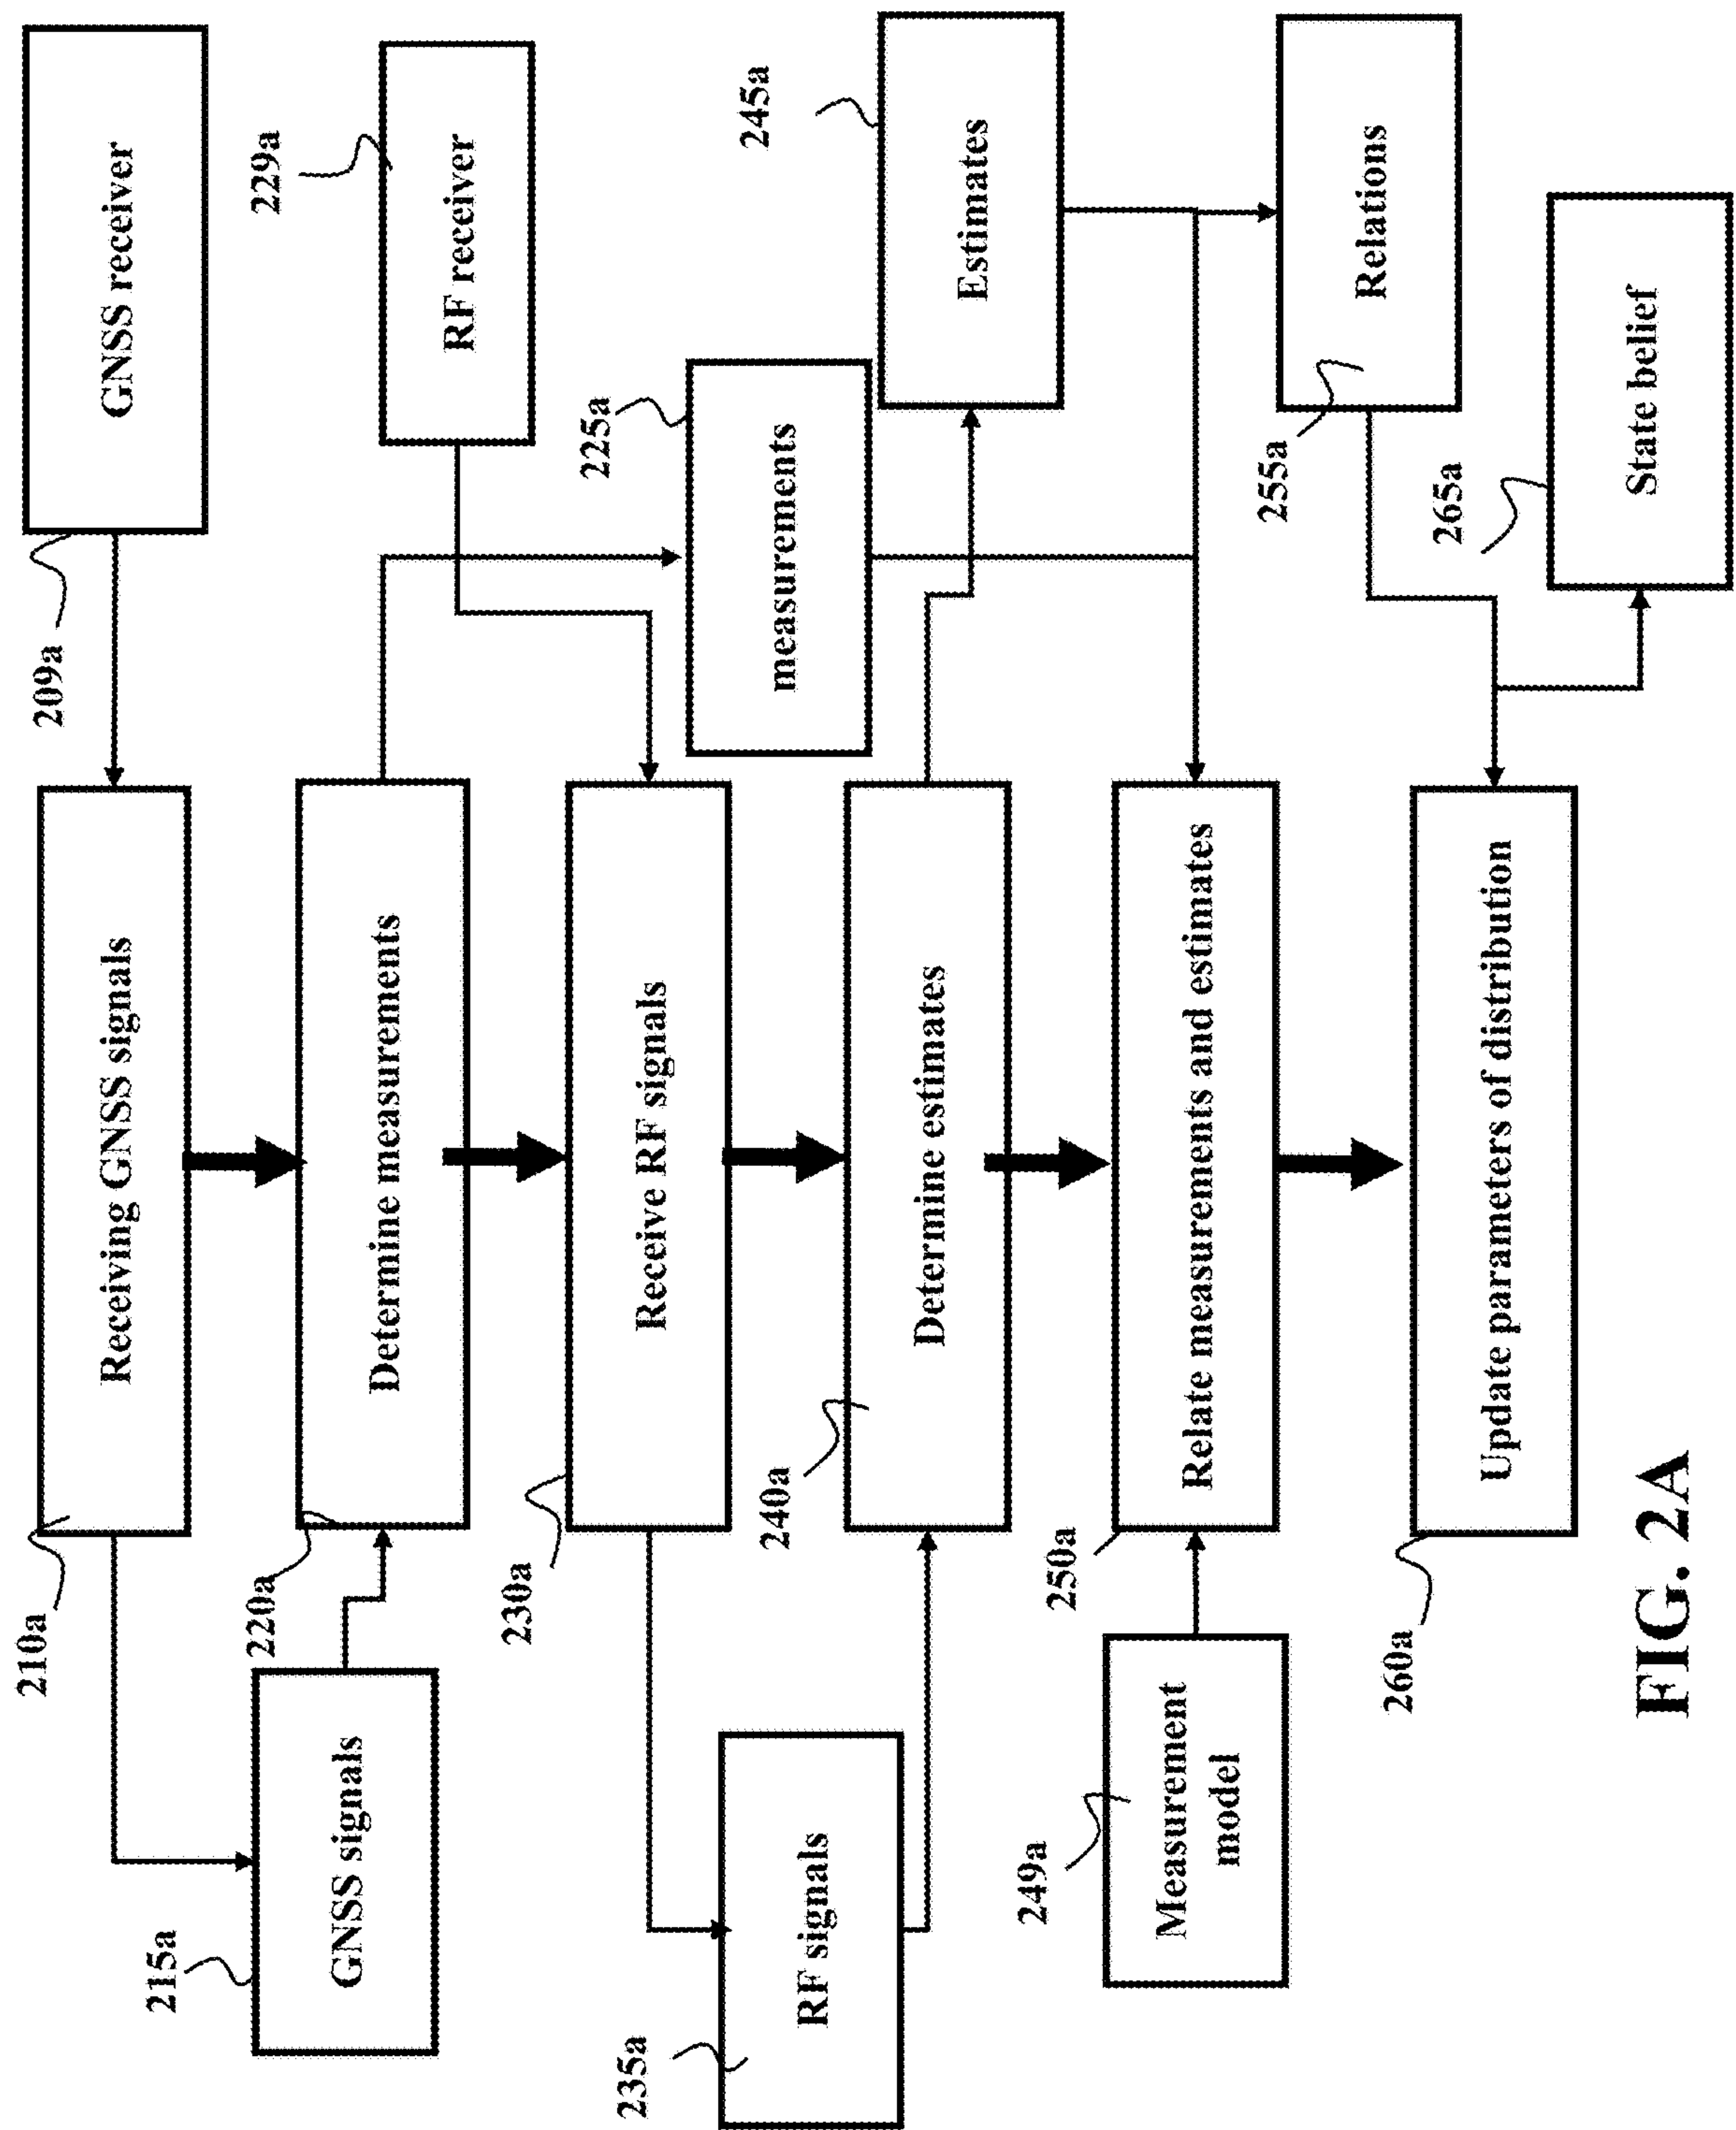 209a
GNSS receiver
210a
Receiving GNSS signals
215a
GNSS signals
220a
Determine measurements
229a
RF receiver
225a
measurements
230a
Receive RF signals
235a
RF signals
240a
Determine estimates
245a
Estimates
249a
Measurement
model
250a
Relate measurements and estimates
255a
Relations
260a
Update parameters of distribution
265a
State belief
FIG. 2A